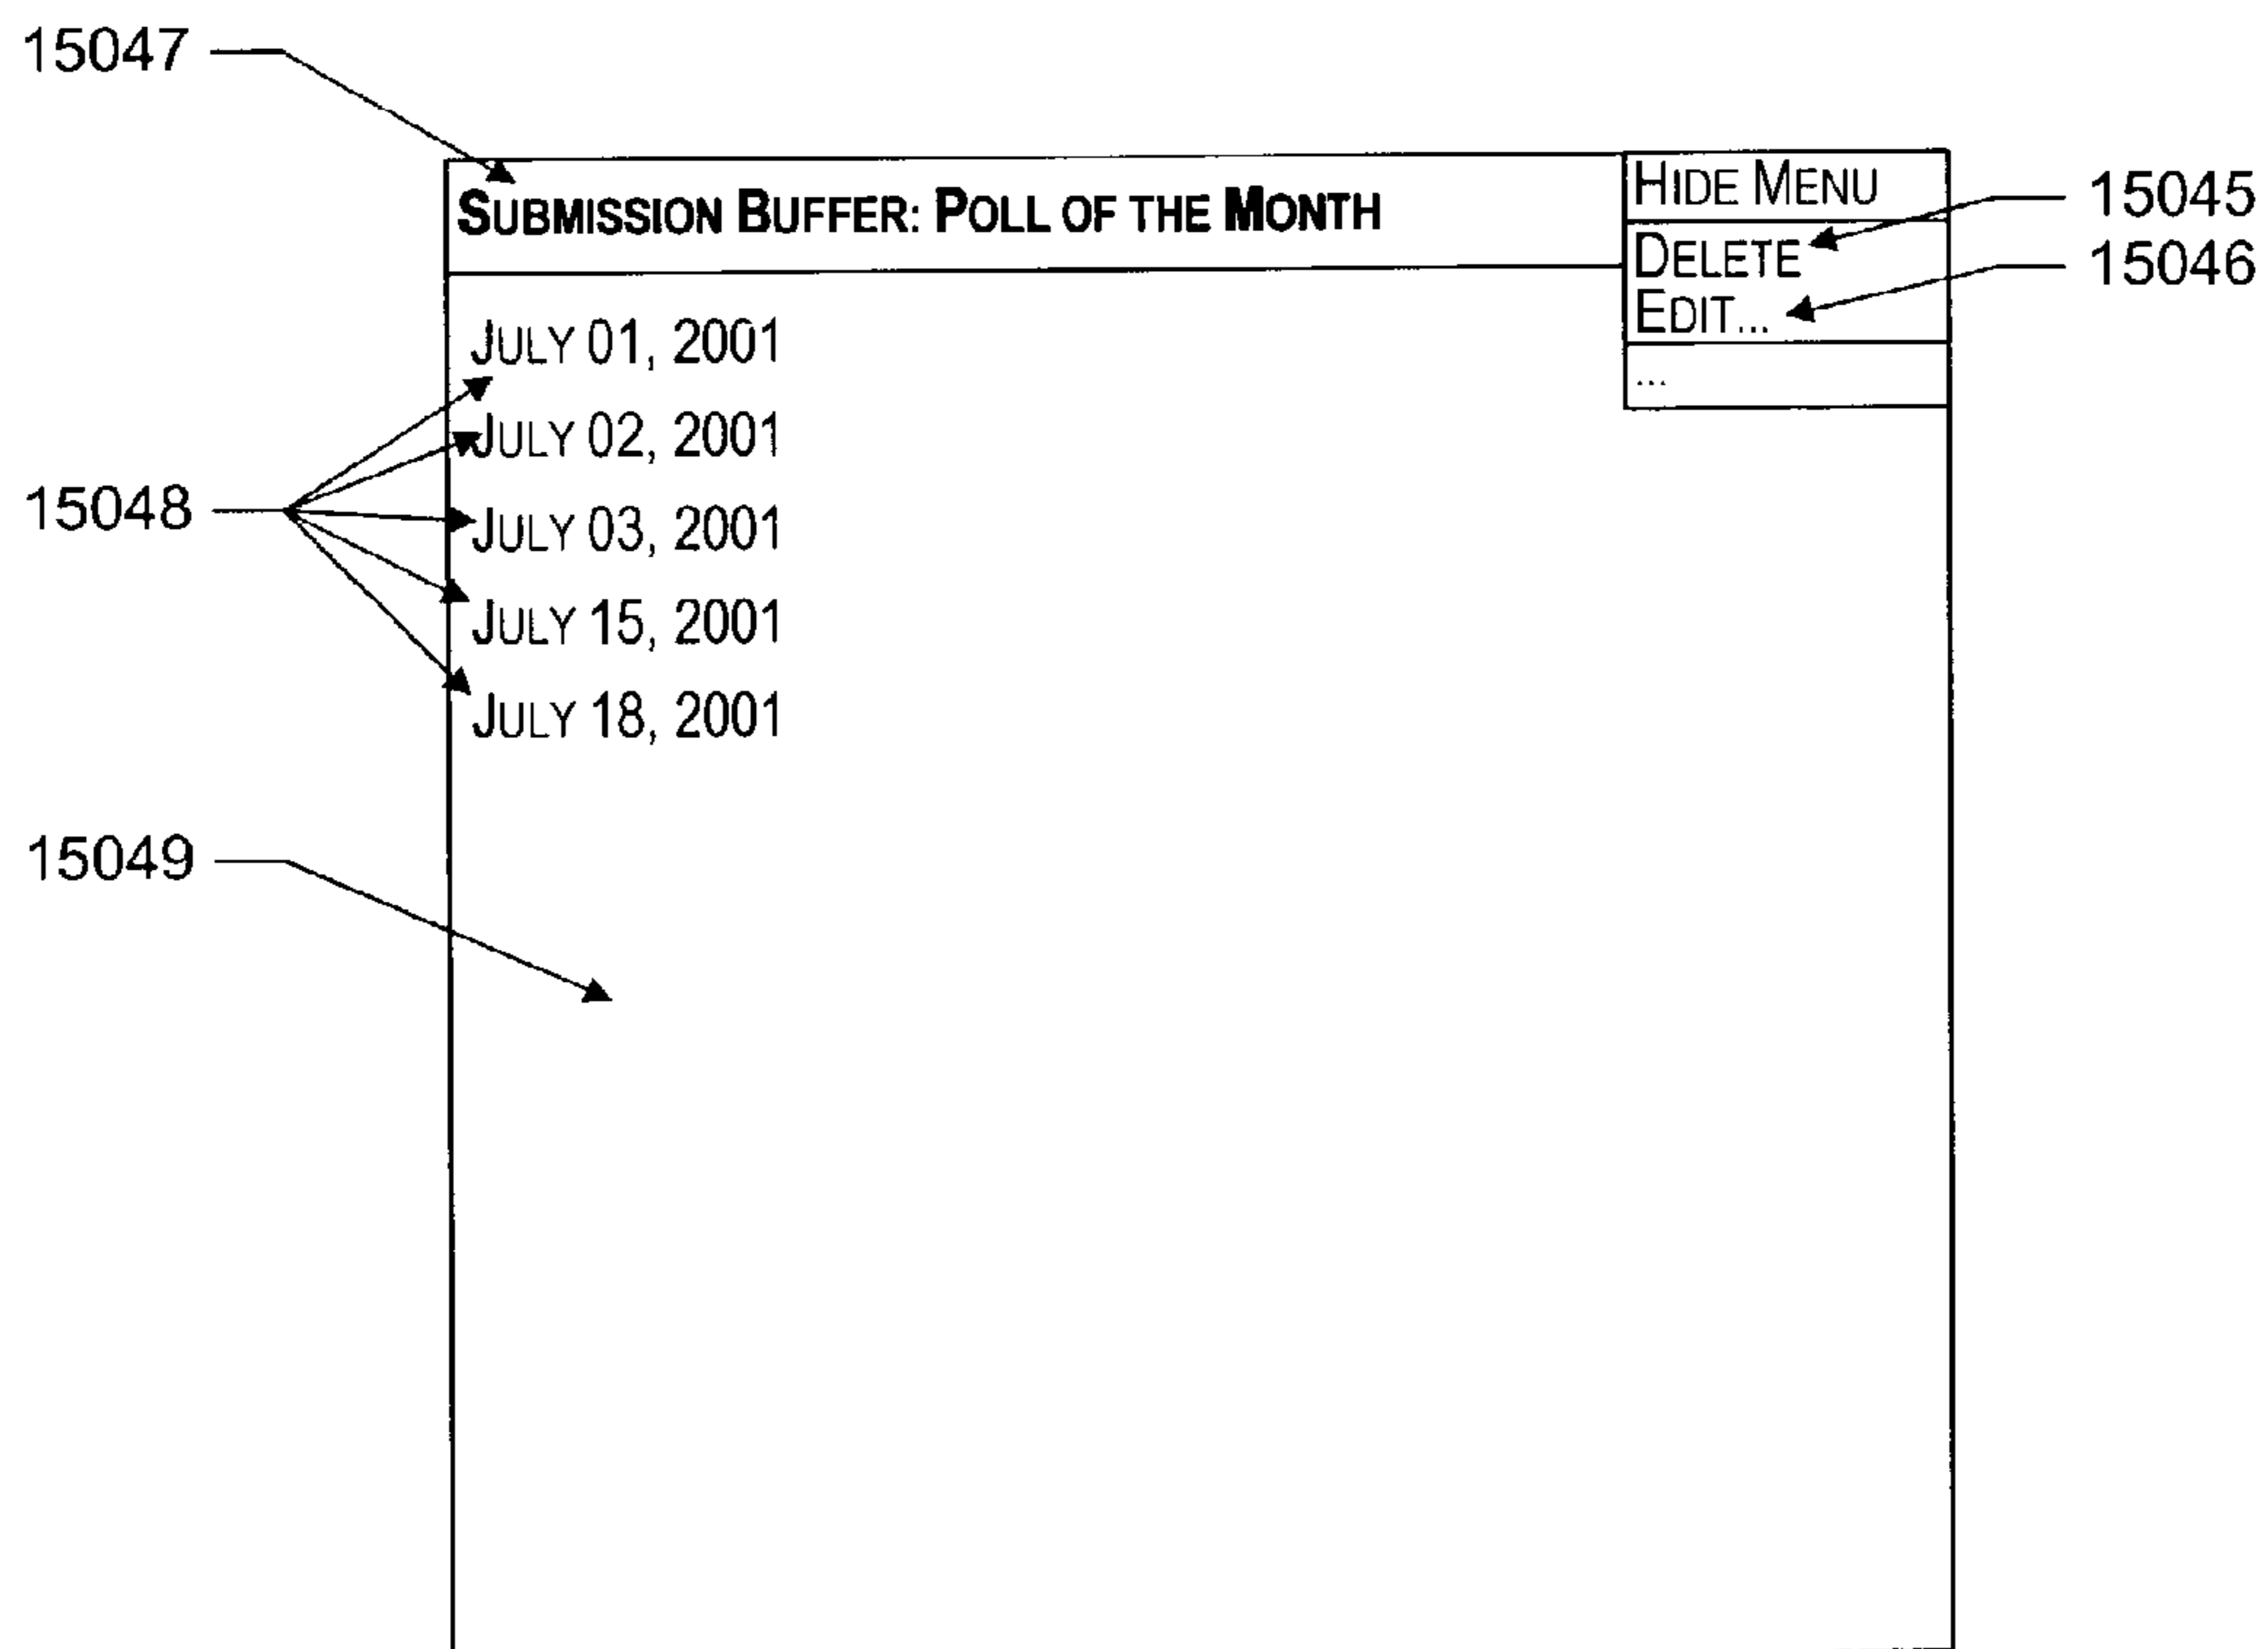 15047
SUBMISSION BUFFER: POLL OF THE MONTH
HIDE MENU
DELETE
EDIT...
...
15045
15046
JULY 01, 2001
JULY 02, 2001
JULY 03, 2001
JULY 15, 2001
JULY 18, 2001
15048
15049